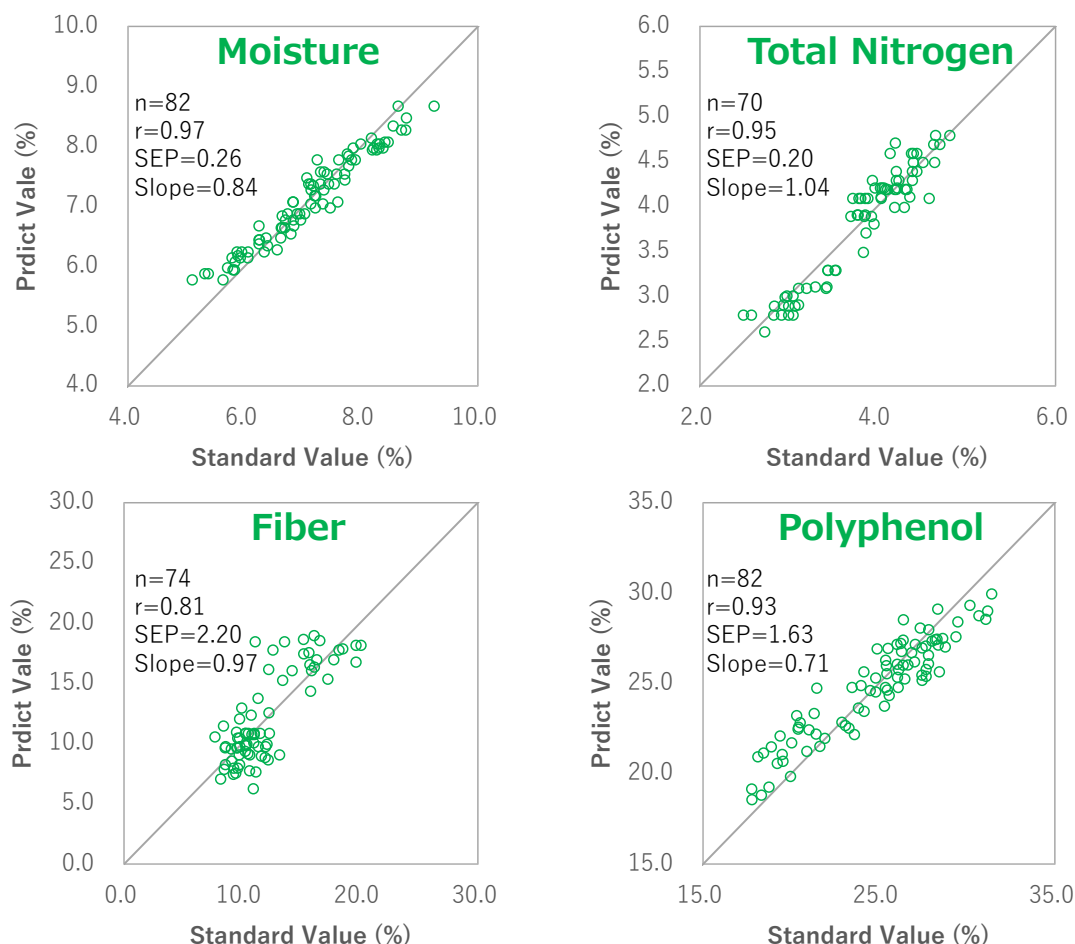 Moisture
n=82
r=0.97
SEP=0.26
Slope=0.84
Prdict Vale (%)
10.0
9.0
8.0
7.0
6.0
5.0
4.0
4.0 6.0 8.0 10.0
Standard Value (%)
Total Nitrogen
n=70
r=0.95
SEP=0.20
Slope=1.04
Prdict Vale (%)
6.0
5.5
5.0
4.5
4.0
3.5
3.0
2.5
2.0
2.0 4.0 6.0
Standard Value (%)
Fiber
n=74
r=0.81
SEP=2.20
Slope=0.97
Prdict Vale (%)
30.0
25.0
20.0
15.0
10.0
5.0
0.0
0.0 10.0 20.0 30.0
Standard Value (%)
Polyphenol
n=82
r=0.93
SEP=1.63
Slope=0.71
Prdict Vale (%)
35.0
30.0
25.0
20.0
15.0
15.0 25.0 35.0
Standard Value (%)